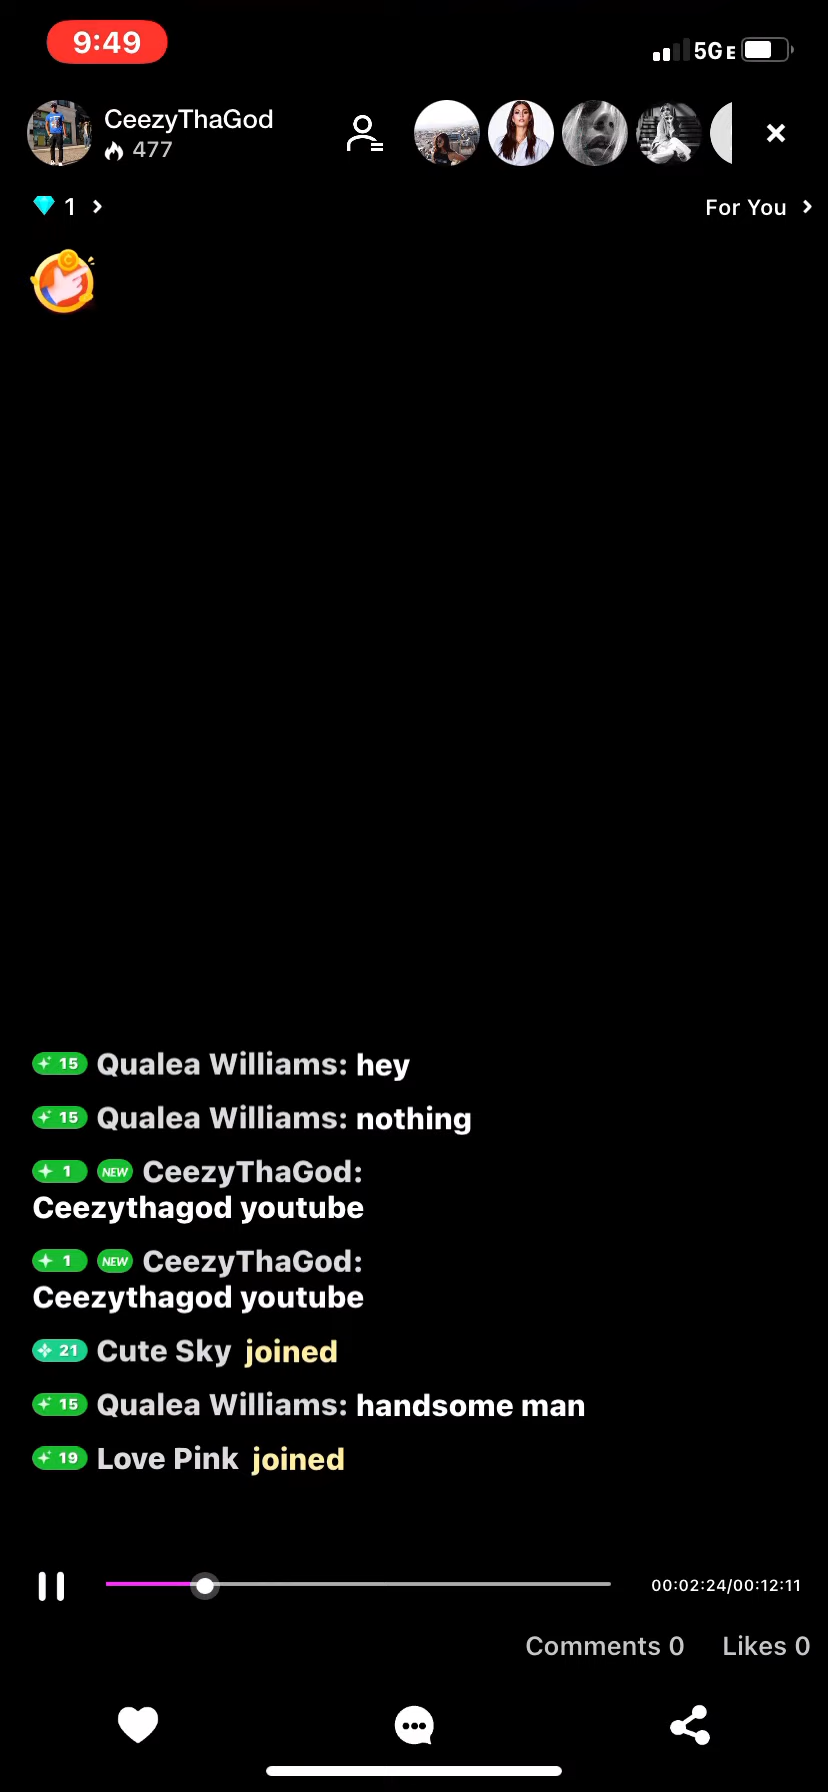 9:49
5G E
CeezyThaGod
477
1
For You
15 Qualea Williams: hey
15 Qualea Williams: nothing
1 NEW CeezyThaGod:
Ceezythagod youtube
1 NEW CeezyThaGod:
Ceezythagod youtube
21 Cute Sky joined
15 Qualea Williams: handsome man
19 Love Pink joined
00:02:24/00:12:11
Comments 0 Likes 0